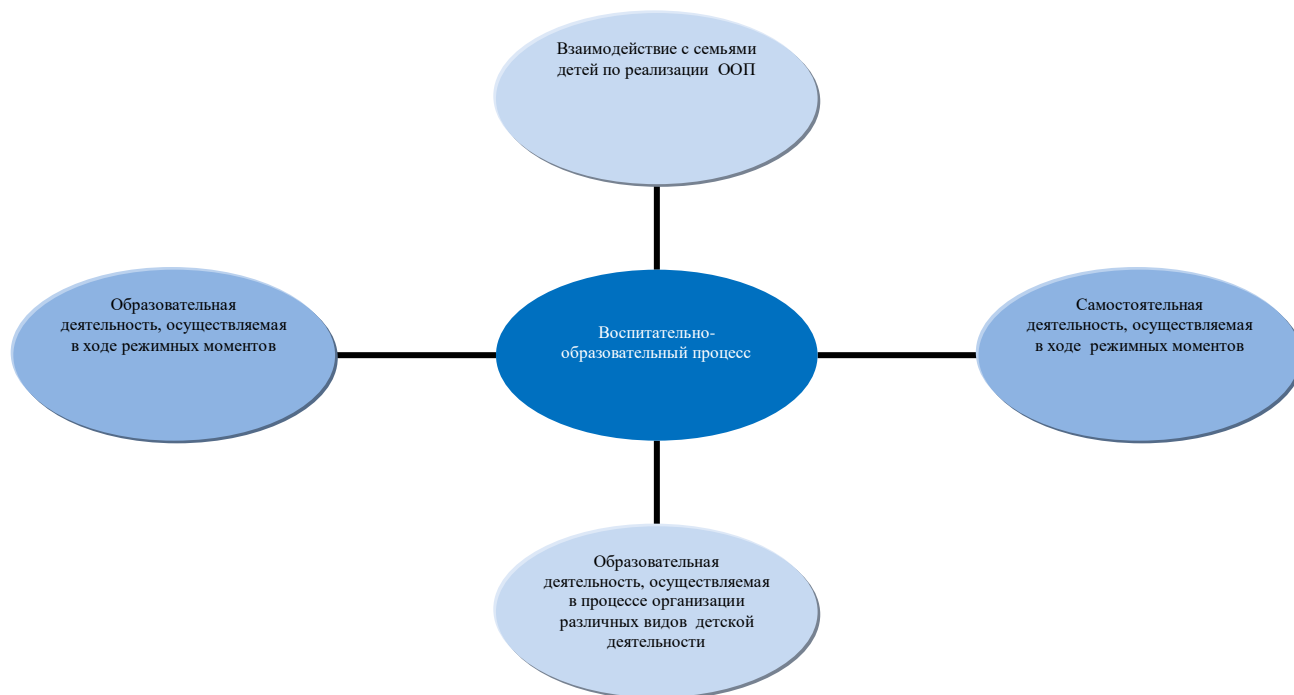 Взаимодействие с семьями
детей по реализации  ООП
Образовательная
деятельность, осуществляемая
в ходе режимных моментов
Воспитательно-
образовательный процесс
Самостоятельная
деятельность, осуществляемая
в ходе  режимных моментов
Образовательная
деятельность, осуществляемая
в процессе организации
различных видов  детской
деятельности